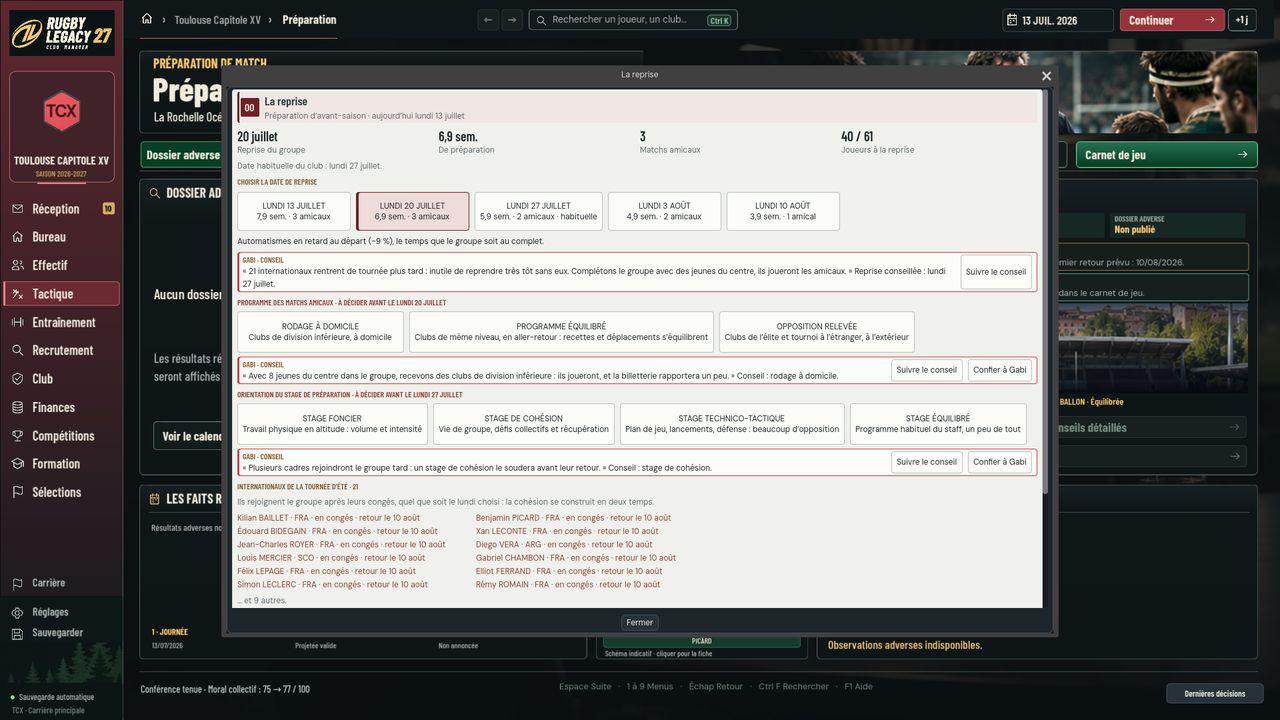 RUGBY
LEGACY 27
CLUB MANAGER
Toulouse Capitole XV
Préparation
Rechercher un joueur, un club...
Ctrl K
13 JUIL. 2026
Continuer
+1 j
TCX
TOULOUSE CAPITOLE XV
SAISON 2026-2027
Réception
10
Bureau
Effectif
Tactique
Entraînement
Recrutement
Club
Finances
Compétitions
Formation
Sélections
Carrière
Réglages
Sauvegarder
Sauvegarde automatique
TCX · Carrière principale
PRÉPARATION DE MATCH
Prépa
La Rochelle Océ
Dossier adverse
Carnet de jeu
DOSSIER AD
Aucun dossier
Les résultats ré
seront affichés
Voir le calend
LES FAITS R
Résultats adverses no
1 · JOURNÉE
13/07/2026
Projetée valide
Non annoncée
PICARD
Schéma indicatif · cliquer pour la fiche
DOSSIER ADVERSE
Non publié
mier retour prévu : 10/08/2026.
dans le carnet de jeu.
BALLON · Équilibrée
nseils détaillés
Observations adverses indisponibles.
La reprise
00
La reprise
Préparation d'avant-saison · aujourd'hui lundi 13 juillet
20 juillet
Reprise du groupe
6,9 sem.
De préparation
3
Matchs amicaux
40 / 61
Joueurs à la reprise
Date habituelle du club : lundi 27 juillet.
CHOISIR LA DATE DE REPRISE
LUNDI 13 JUILLET
7,9 sem. · 3 amicaux
LUNDI 20 JUILLET
6,9 sem. · 3 amicaux
LUNDI 27 JUILLET
5,9 sem. · 2 amicaux · habituelle
LUNDI 3 AOÛT
4,9 sem. · 2 amicaux
LUNDI 10 AOÛT
3,9 sem. · 1 amical
Automatismes en retard au départ (−9 %), le temps que le groupe soit au complet.
GABI · CONSEIL
« 21 internationaux rentrent de tournée plus tard : inutile de reprendre très tôt sans eux. Complétons le groupe avec des jeunes du centre, ils joueront les amicaux. » Reprise conseillée : lundi
27 juillet.
Suivre le conseil
PROGRAMME DES MATCHS AMICAUX · À DÉCIDER AVANT LE LUNDI 20 JUILLET
RODAGE À DOMICILE
Clubs de division inférieure, à domicile
PROGRAMME ÉQUILIBRÉ
Clubs de même niveau, en aller-retour : recettes et déplacements s'équilibrent
OPPOSITION RELEVÉE
Clubs de l'élite et tournoi à l'étranger, à l'extérieur
GABI · CONSEIL
« Avec 8 jeunes du centre dans le groupe, recevons des clubs de division inférieure : ils joueront, et la billetterie rapportera un peu. » Conseil : rodage à domicile.
Suivre le conseil
Confier à Gabi
ORIENTATION DU STAGE DE PRÉPARATION · À DÉCIDER AVANT LE LUNDI 27 JUILLET
STAGE FONCIER
Travail physique en altitude : volume et intensité
STAGE DE COHÉSION
Vie de groupe, défis collectifs et récupération
STAGE TECHNICO-TACTIQUE
Plan de jeu, lancements, défense : beaucoup d'opposition
STAGE ÉQUILIBRÉ
Programme habituel du staff, un peu de tout
GABI · CONSEIL
« Plusieurs cadres rejoindront le groupe tard : un stage de cohésion le soudera avant leur retour. » Conseil : stage de cohésion.
Suivre le conseil
Confier à Gabi
INTERNATIONAUX DE LA TOURNÉE D'ÉTÉ · 21
Ils rejoignent le groupe après leurs congés, quel que soit le lundi choisi : la cohésion se construit en deux temps.
Kilian BAILLET · FRA · en congés · retour le 10 août
Benjamin PICARD · FRA · en congés · retour le 10 août
Édouard BIDEGAIN · FRA · en congés · retour le 10 août
Xan LECONTE · FRA · en congés · retour le 10 août
Jean-Charles ROYER · FRA · en congés · retour le 10 août
Diego VERA · ARG · en congés · retour le 10 août
Louis MERCIER · SCO · en congés · retour le 10 août
Gabriel CHAMBON · FRA · en congés · retour le 10 août
Félix LEPAGE · FRA · en congés · retour le 10 août
Elliot FERRAND · FRA · en congés · retour le 10 août
Simon LECLERC · FRA · en congés · retour le 10 août
Rémy ROMAIN · FRA · en congés · retour le 10 août
... et 9 autres.
Fermer
Conférence tenue · Moral collectif : 75 → 77 / 100
Espace Suite · 1 à 9 Menus · Échap Retour · Ctrl F Rechercher · F1 Aide
Dernières décisions